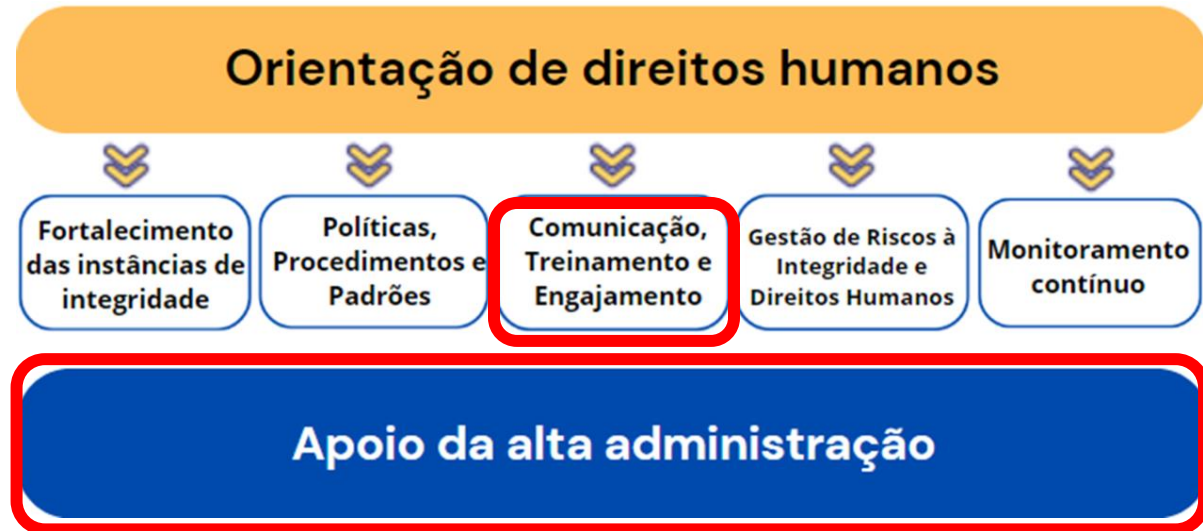 Orientação de direitos humanos
Fortalecimento
das instâncias de
integridade
Políticas,
Procedimentos e
Padrões
Comunicação,
Treinamento e
Engajamento
Gestão de Riscos à
Integridade e
Direitos Humanos
Monitoramento
contínuo
Apoio da alta administração